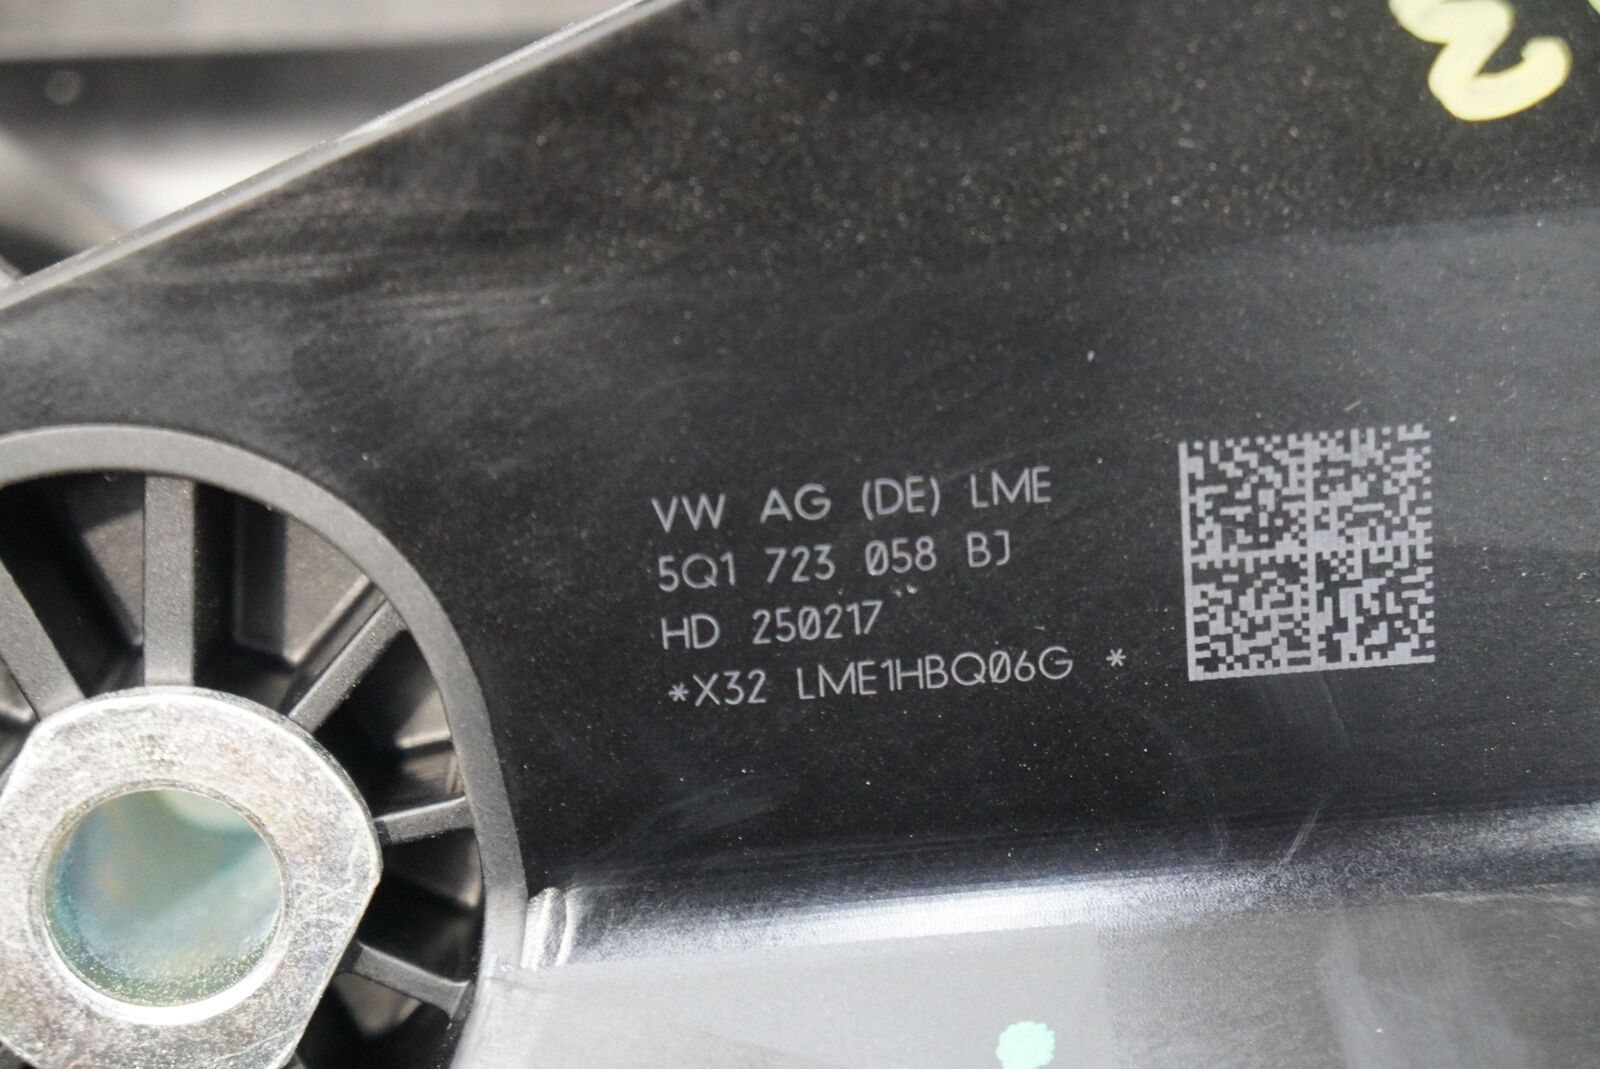 VW AG (DE) LME
5Q1 723 058 BJ
HD 250217
*X32 LME1HBQ06G *